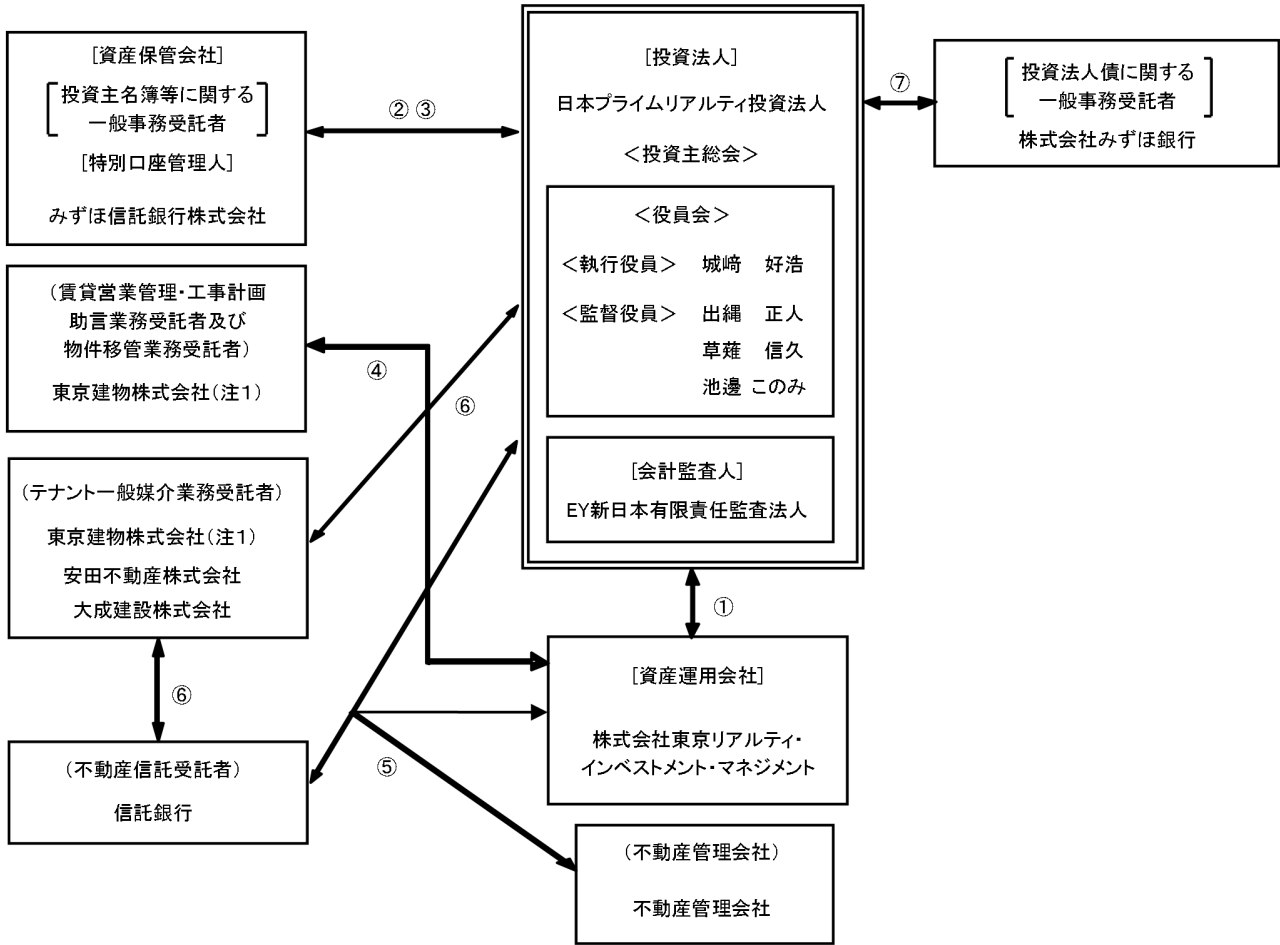 [資産保管会社]
投資主名簿等に関する
一般事務受託者
[特別口座管理人]
みずほ信託銀行株式会社
② ③
[投資法人]
日本プライムリアルティ投資法人
＜投資主総会＞
＜役員会＞
＜執行役員＞ 城﨑 好浩
＜監督役員＞ 出縄 正人
草薙 信久
池邊 このみ
[会計監査人]
EY新日本有限責任監査法人
⑦
投資法人債に関する
一般事務受託者
株式会社みずほ銀行
(賃貸営業管理・工事計画
助言業務受託者及び
物件移管業務受託者)
東京建物株式会社(注１)
④
⑥
(テナント一般媒介業務受託者)
東京建物株式会社(注１)
安田不動産株式会社
大成建設株式会社
①
⑥
[資産運用会社]
株式会社東京リアルティ・
インベストメント・マネジメント
⑤
(不動産信託受託者)
信託銀行
(不動産管理会社)
不動産管理会社